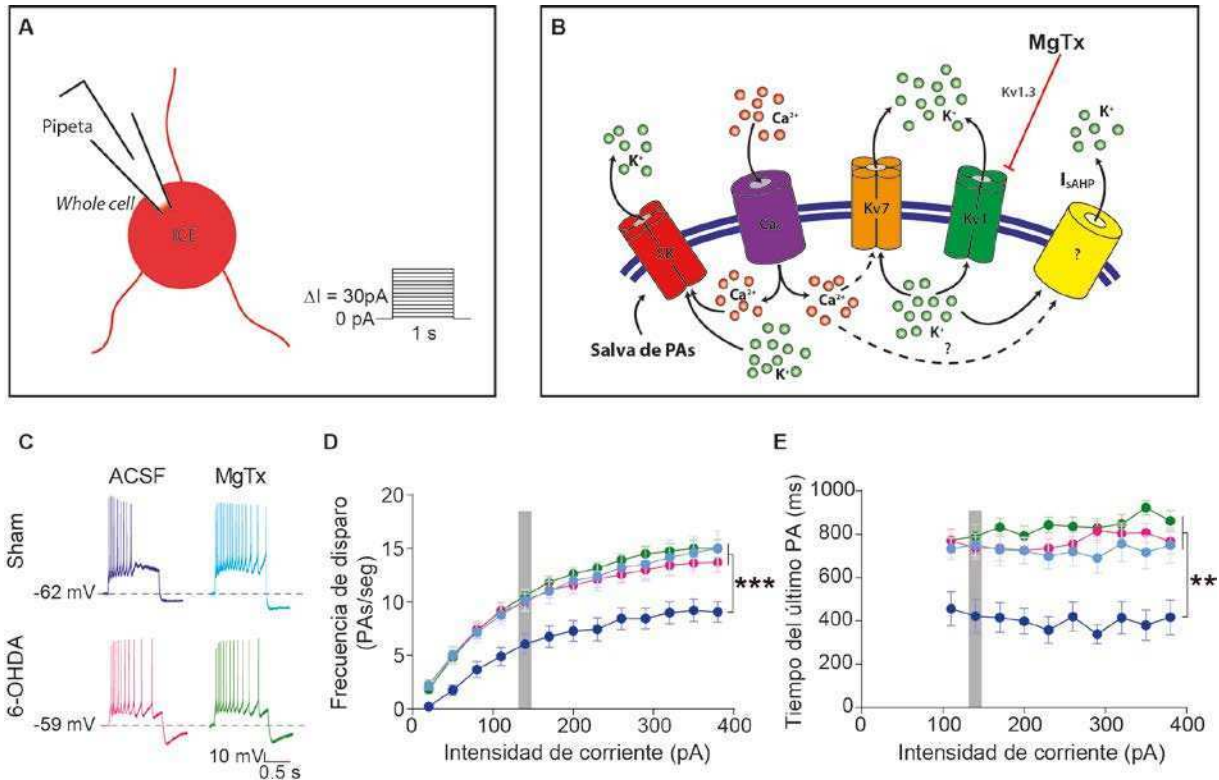 A
Pipeta
Whole cell
ICE
ΔI = 30pA
0 pA
1 s
B
MgTx
Kv1.3
K⁺
Ca²⁺
K⁺
K⁺
I_sAHP
SK
Ca
Kv7
Kv1
?
Ca²⁺
Ca²⁺
K⁺
?
Salva de PAs
K⁺
C
ACSF
MgTx
Sham
-62 mV
6-OHDA
-59 mV
10 mV
0.5 s
D
Frecuencia de disparo
(PAs/seg)
20
15
10
5
0
0 100 200 300 400
Intensidad de corriente (pA)
***
E
Tiempo del último PA (ms)
1000
800
600
400
200
0
0 100 200 300 400
Intensidad de corriente (pA)
**